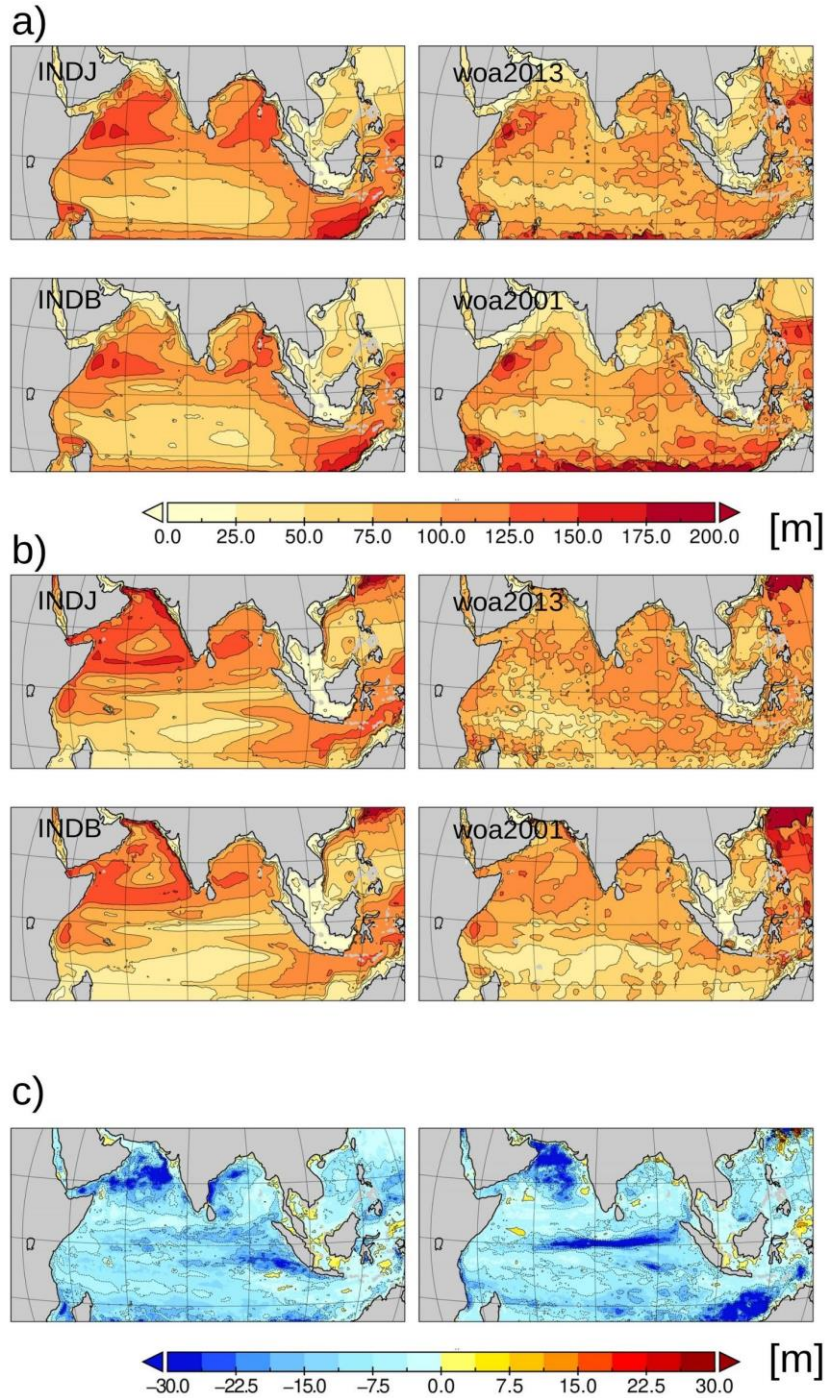 a)
INDJ woa2013
INDB woa2001
0.0 25.0 50.0 75.0 100.0 125.0 150.0 175.0 200.0 [m]
b)
INDJ woa2013
INDB woa2001
c)
−30.0 −22.5 −15.0 −7.5 0.0 7.5 15.0 22.5 30.0 [m]